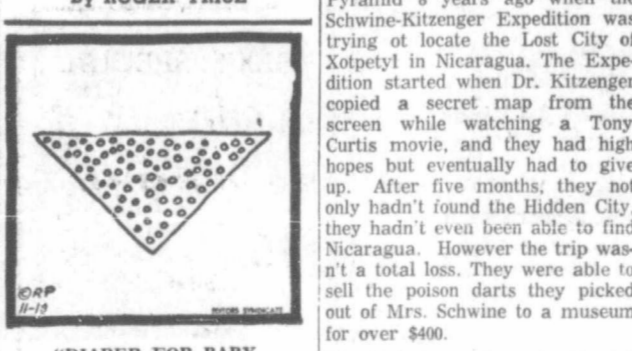 By ROGER PRICE
©RP
11-13
"DIAPER FOR BABY
Pyramid 8 years ago when the
Schwine-Kitzenger Expedition was
trying ot locate the Lost City of
Xotpetyl in Nicaragua. The Expe-
dition started when Dr. Kitzenger
copied a secret map from the
screen while watching a Tony
Curtis movie, and they had high
hopes but eventually had to give
up. After five months, they not
only hadn't found the Hidden City,
they hadn't even been able to find
Nicaragua. However the trip was-
n't a total loss. They were able to
sell the poison darts they picked
out of Mrs. Schwine to a museum
for over $400.